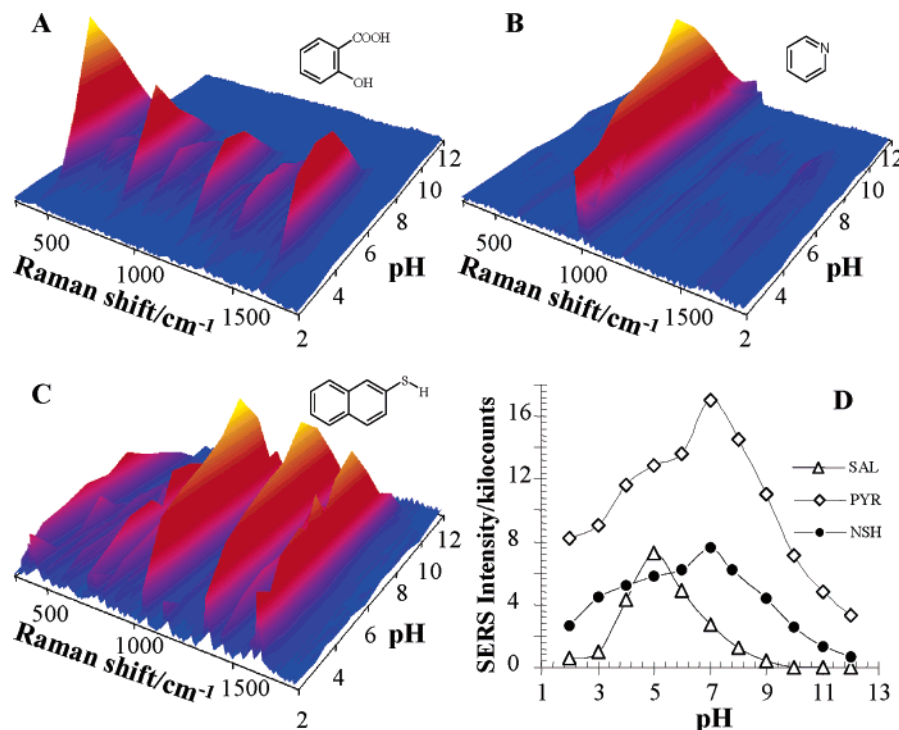 A
COOH
OH
500
1000
1500
Raman shift/cm-1
2
4
6
8
10
12
pH
B
N
500
1000
1500
Raman shift/cm-1
2
4
6
8
10
12
pH
C
S
H
500
1000
1500
Raman shift/cm-1
2
4
6
8
10
12
pH
D
SERS Intensity/kilocounts
16
12
8
4
0
SAL
PYR
NSH
1 3 5 7 9 11 13
pH